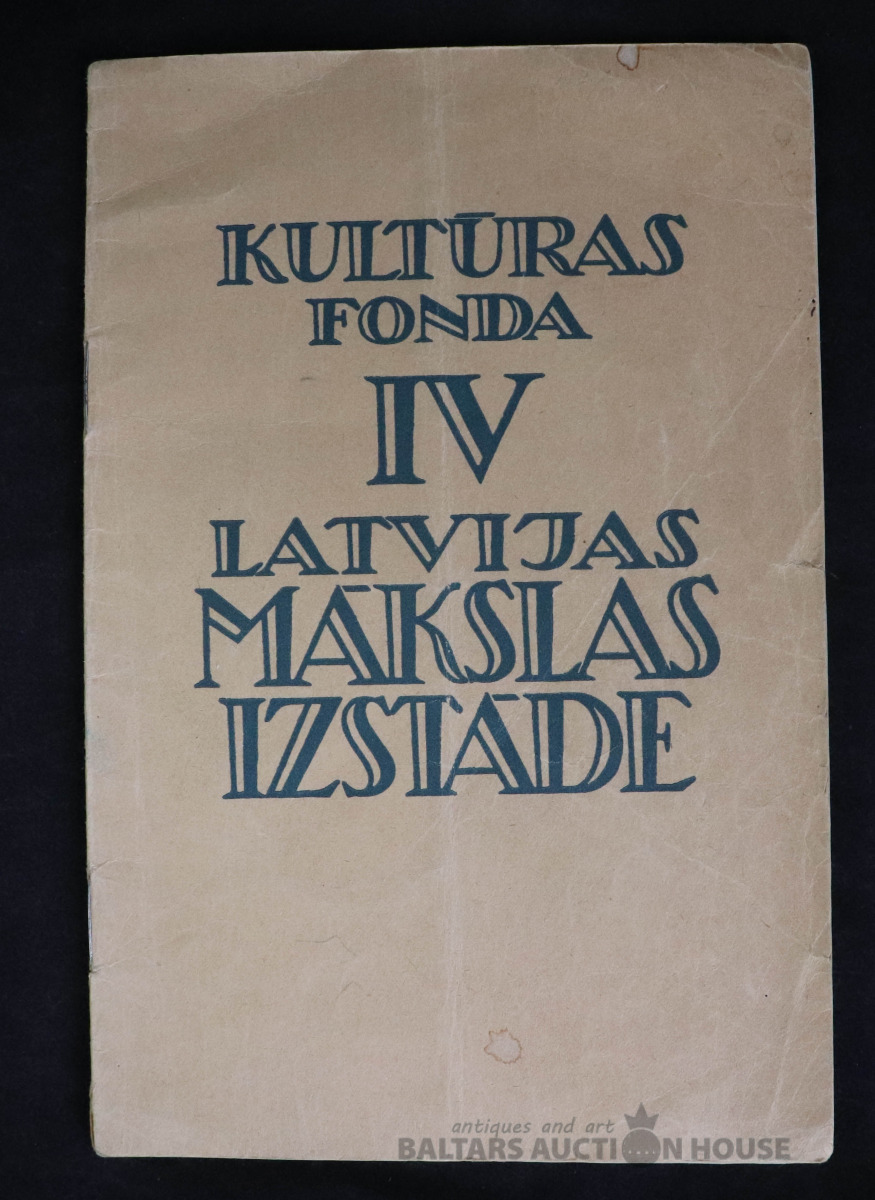 KULTŪRAS
FONDA
IV
LATVIJAS
MĀKSLAS
IZSTĀDE
antiques and art
BALTARS AUCTION HOUSE